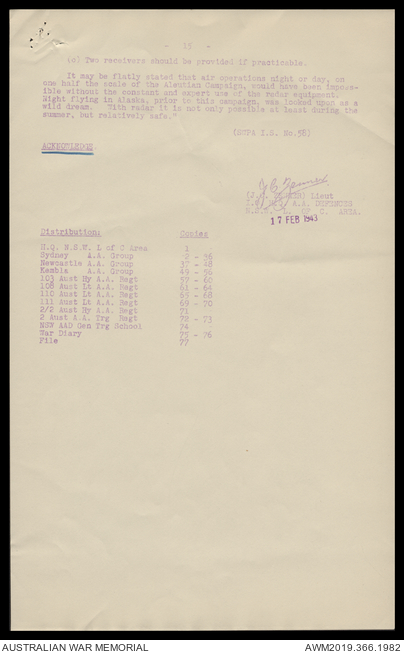 - 15 -
(c) Two receivers should be provided if practicable.
It may be flatly stated that air operations night or day, on
one half the scale of the Aleutian Campaign, would have been impos-
sible without the constant and expert use of the radar equipment.
Night flying in Alaska, prior to this campaign, was looked upon as a
wild dream. With radar it is not only possible at least during the
summer, but relatively safe."
I.S. No.58)
ACKNOWLEDGE
Lieut
A.A. DEFENCES
L. OF C. AREA.
17 FEB 1943
Distribution: Copies
H.Q. N.S.W. L of C Area 1
Sydney A.A. Group - 36
Newcastle A.A. Group 37 - 48
Kembla A.A. Group 49 - 56
103 Aust Hy A.A. Regt 57 - 60
108 Aust Lt A.A. Regt 61 - 64
110 Aust Lt A.A. Regt 65 - 68
111 Aust Lt A.A. Regt 69 - 70
2/2 Aust Hy A.A. Regt 71
2 Aust A.A. Trg Regt 72 - 73
NSW AAD Gen Trg School 74
War Diary 75 - 76
File 77
AUSTRALIAN WAR MEMORIAL AWM2019.366.1982